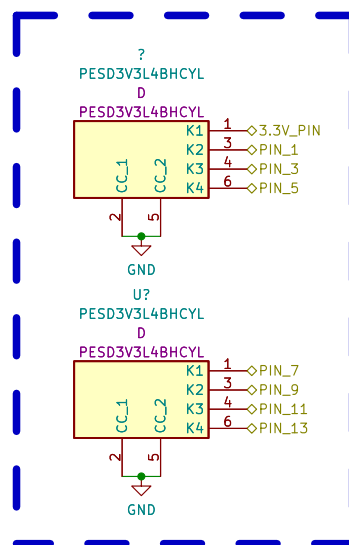 ?
PESD3V3L4BHCYL
D
PESD3V3L4BHCYL
K1 1 3.3V_PIN
K2 3 PIN_1
K3 4 PIN_3
K4 6 PIN_5
CC_1 CC_2
2 5
GND
U?
PESD3V3L4BHCYL
D
PESD3V3L4BHCYL
K1 1 PIN_7
K2 3 PIN_9
K3 4 PIN_11
K4 6 PIN_13
CC_1 CC_2
2 5
GND